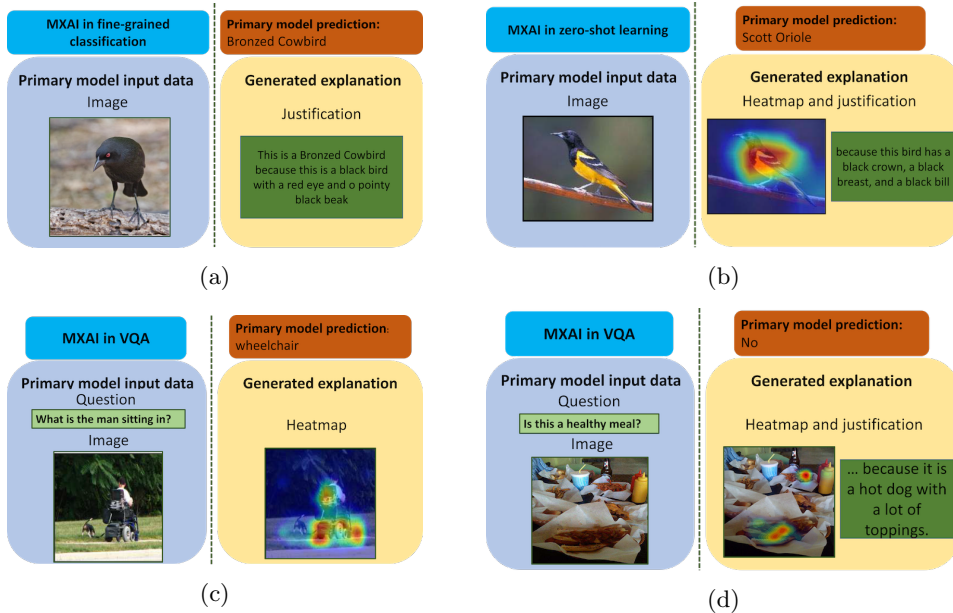 MXAI in fine-grained
classification
Primary model prediction:
Bronzed Cowbird
Primary model input data
Image
Generated explanation
Justification
This is a Bronzed Cowbird
because this is a black bird
with a red eye and o pointy
black beak
(a)
MXAI in zero-shot learning
Primary model prediction:
Scott Oriole
Primary model input data
Image
Generated explanation
Heatmap and justification
because this bird has a
black crown, a black
breast, and a black bill
(b)
MXAI in VQA
Primary model prediction:
wheelchair
Primary model input data
Question
What is the man sitting in?
Image
Generated explanation
Heatmap
(c)
MXAI in VQA
Primary model prediction:
No
Primary model input data
Question
Is this a healthy meal?
Image
Generated explanation
Heatmap and justification
... because it is
a hot dog with
a lot of
toppings.
(d)